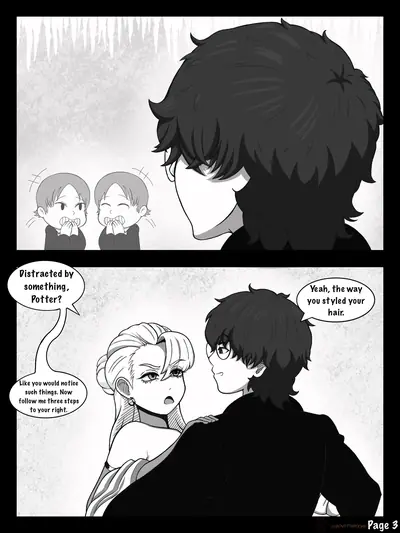 Distracted by
something,
Potter?
Like you would notice
such things. Now
follow me three steps
to your right.
Yeah, the way
you styled your
hair.
Page 3